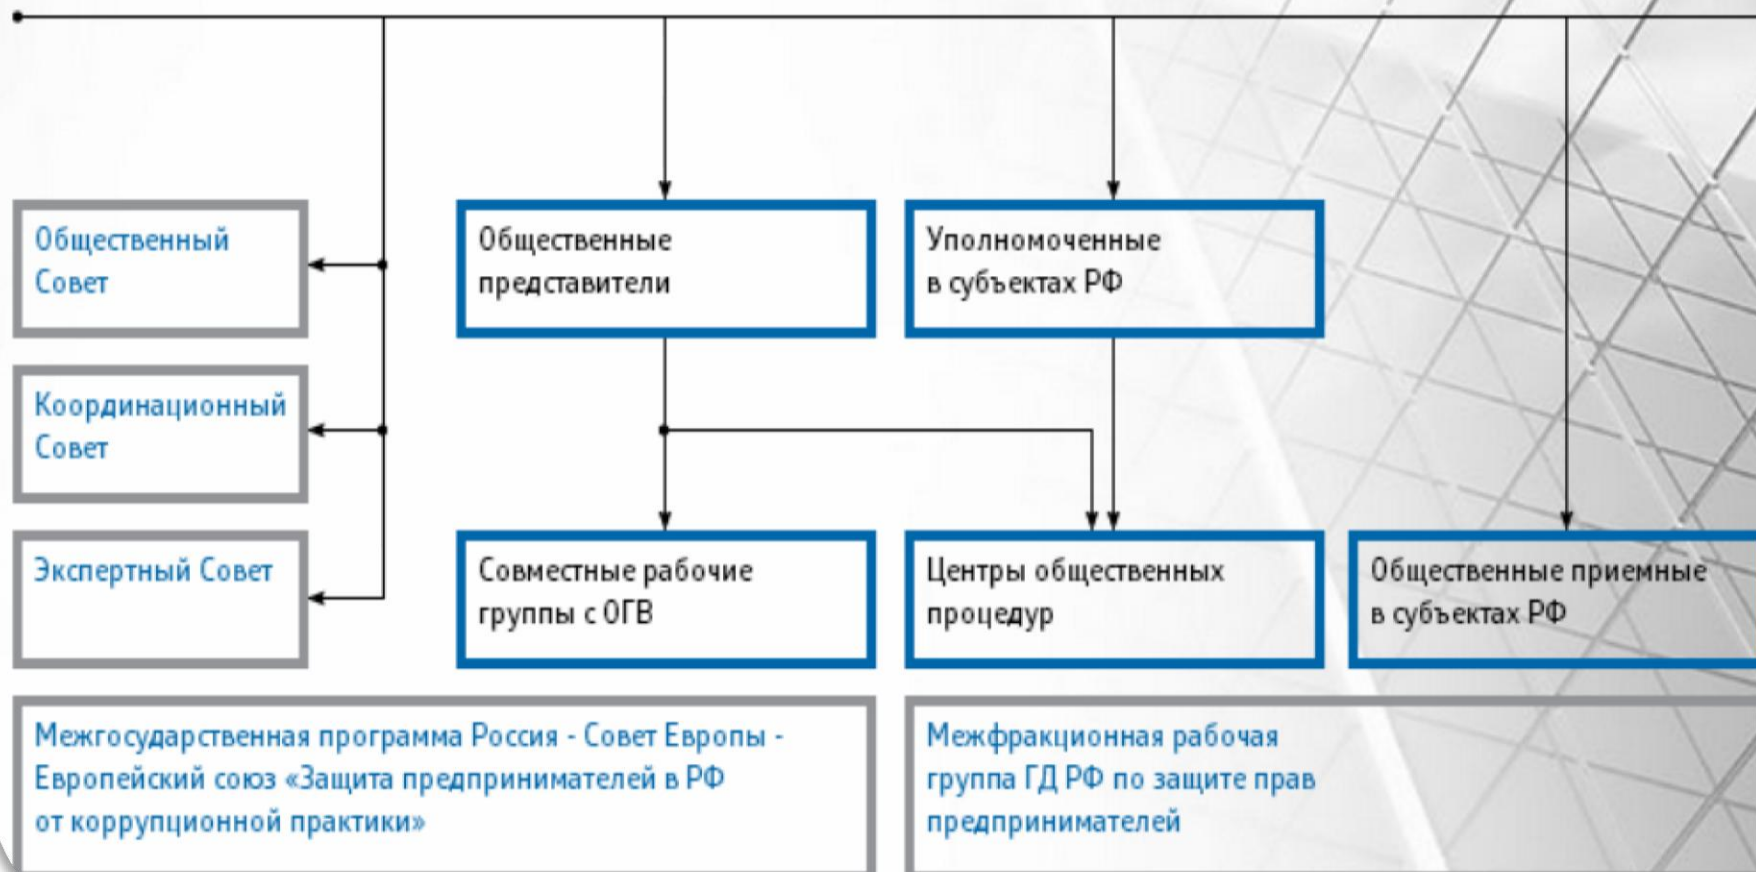 Общественный
Совет
Общественные
представители
Уполномоченные
в субъектах РФ
Координационный
Совет
Экспертный Совет
Совместные рабочие
группы с ОГВ
Центры общественных
процедур
Общественные приемные
в субъектах РФ
Межгосударственная программа Россия - Совет Европы -
Европейский союз «Защита предпринимателей в РФ
от коррупционной практики»
Межфракционная рабочая
группа ГД РФ по защите прав
предпринимателей